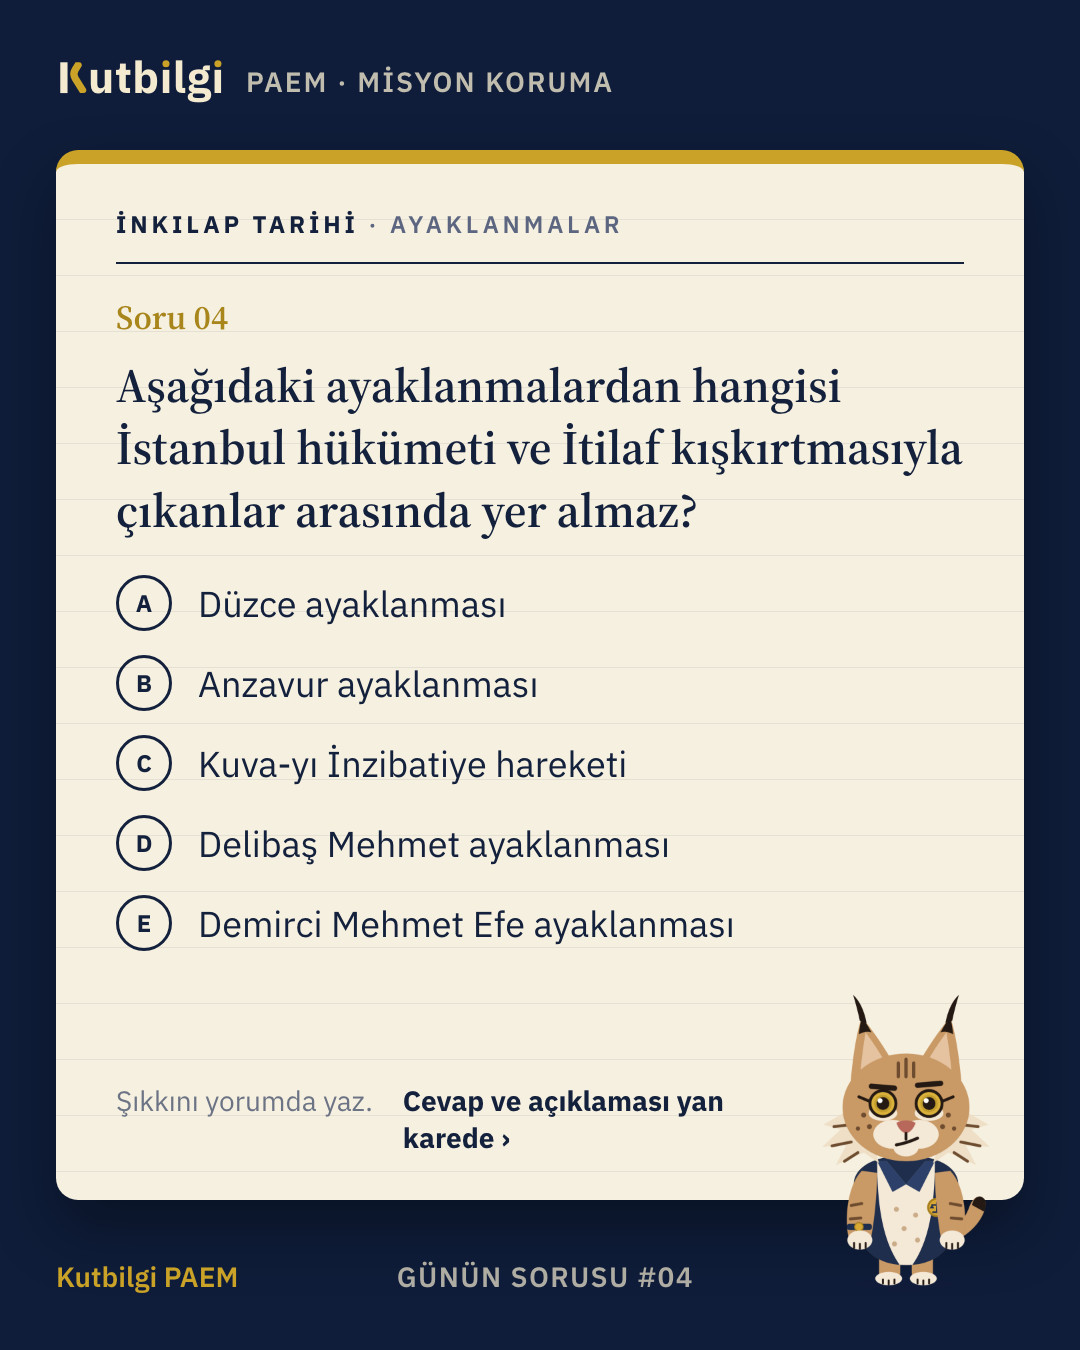 Kutbilgi PAEM · MİSYON KORUMA
İNKILAP TARİHİ · AYAKLANMALAR
Soru 04
Aşağıdaki ayaklanmalardan hangisi
İstanbul hükümeti ve İtilaf kışkırtmasıyla
çıkanlar arasında yer almaz?
A Düzce ayaklanması
B Anzavur ayaklanması
C Kuva-yı İnzibatiye hareketi
D Delibaş Mehmet ayaklanması
E Demirci Mehmet Efe ayaklanması
Şıkkını yorumda yaz. Cevap ve açıklaması yan
karede ›
Kutbilgi PAEM GÜNÜN SORUSU #04